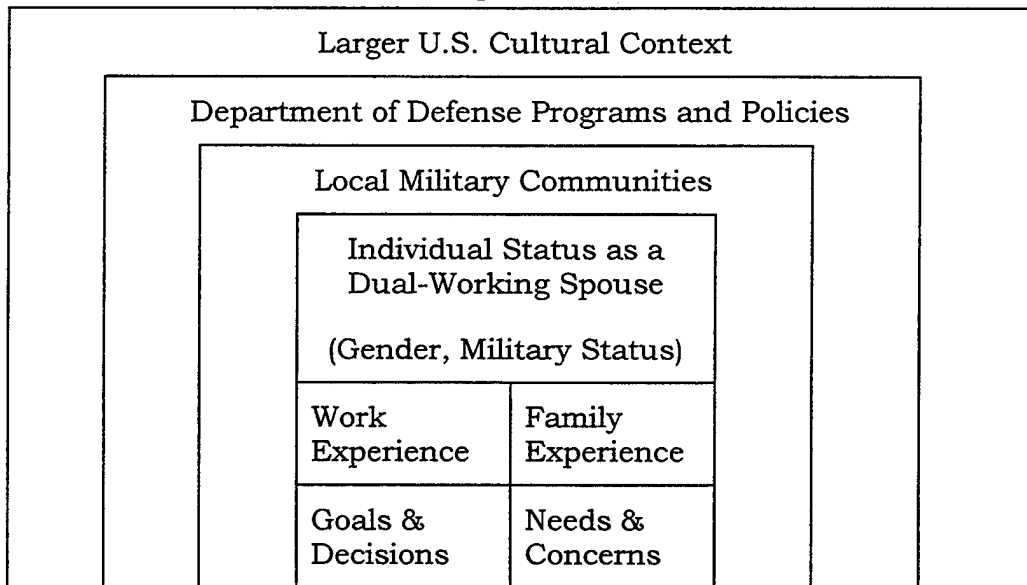 Larger U.S. Cultural Context
Department of Defense Programs and Policies
Local Military Communities
Individual Status as a
Dual-Working Spouse
(Gender, Military Status)
Work
Experience
Family
Experience
Goals &
Decisions
Needs &
Concerns